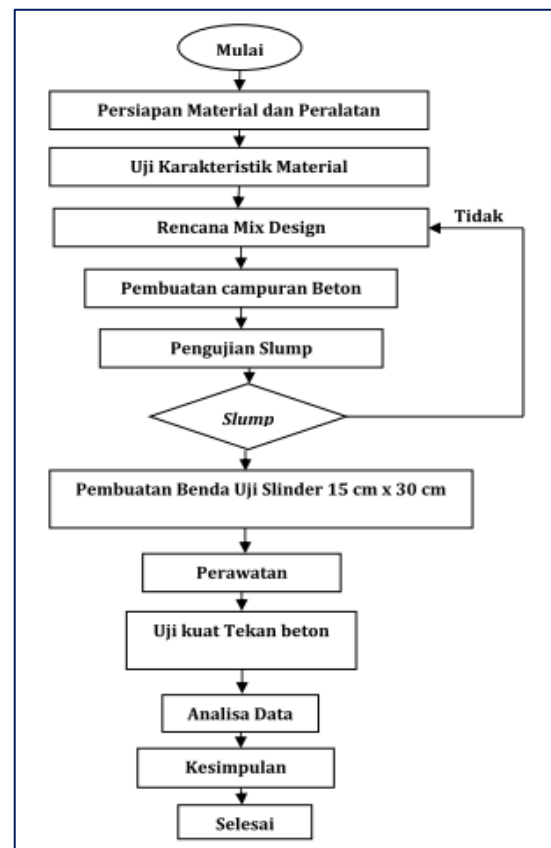 Mulai
Persiapan Material dan Peralatan
Uji Karakteristik Material
Tidak
Rencana Mix Design
Pembuatan campuran Beton
Pengujian Slump
Slump
Pembuatan Benda Uji Slinder 15 cm x 30 cm
Perawatan
Uji kuat Tekan beton
Analisa Data
Kesimpulan
Selesai